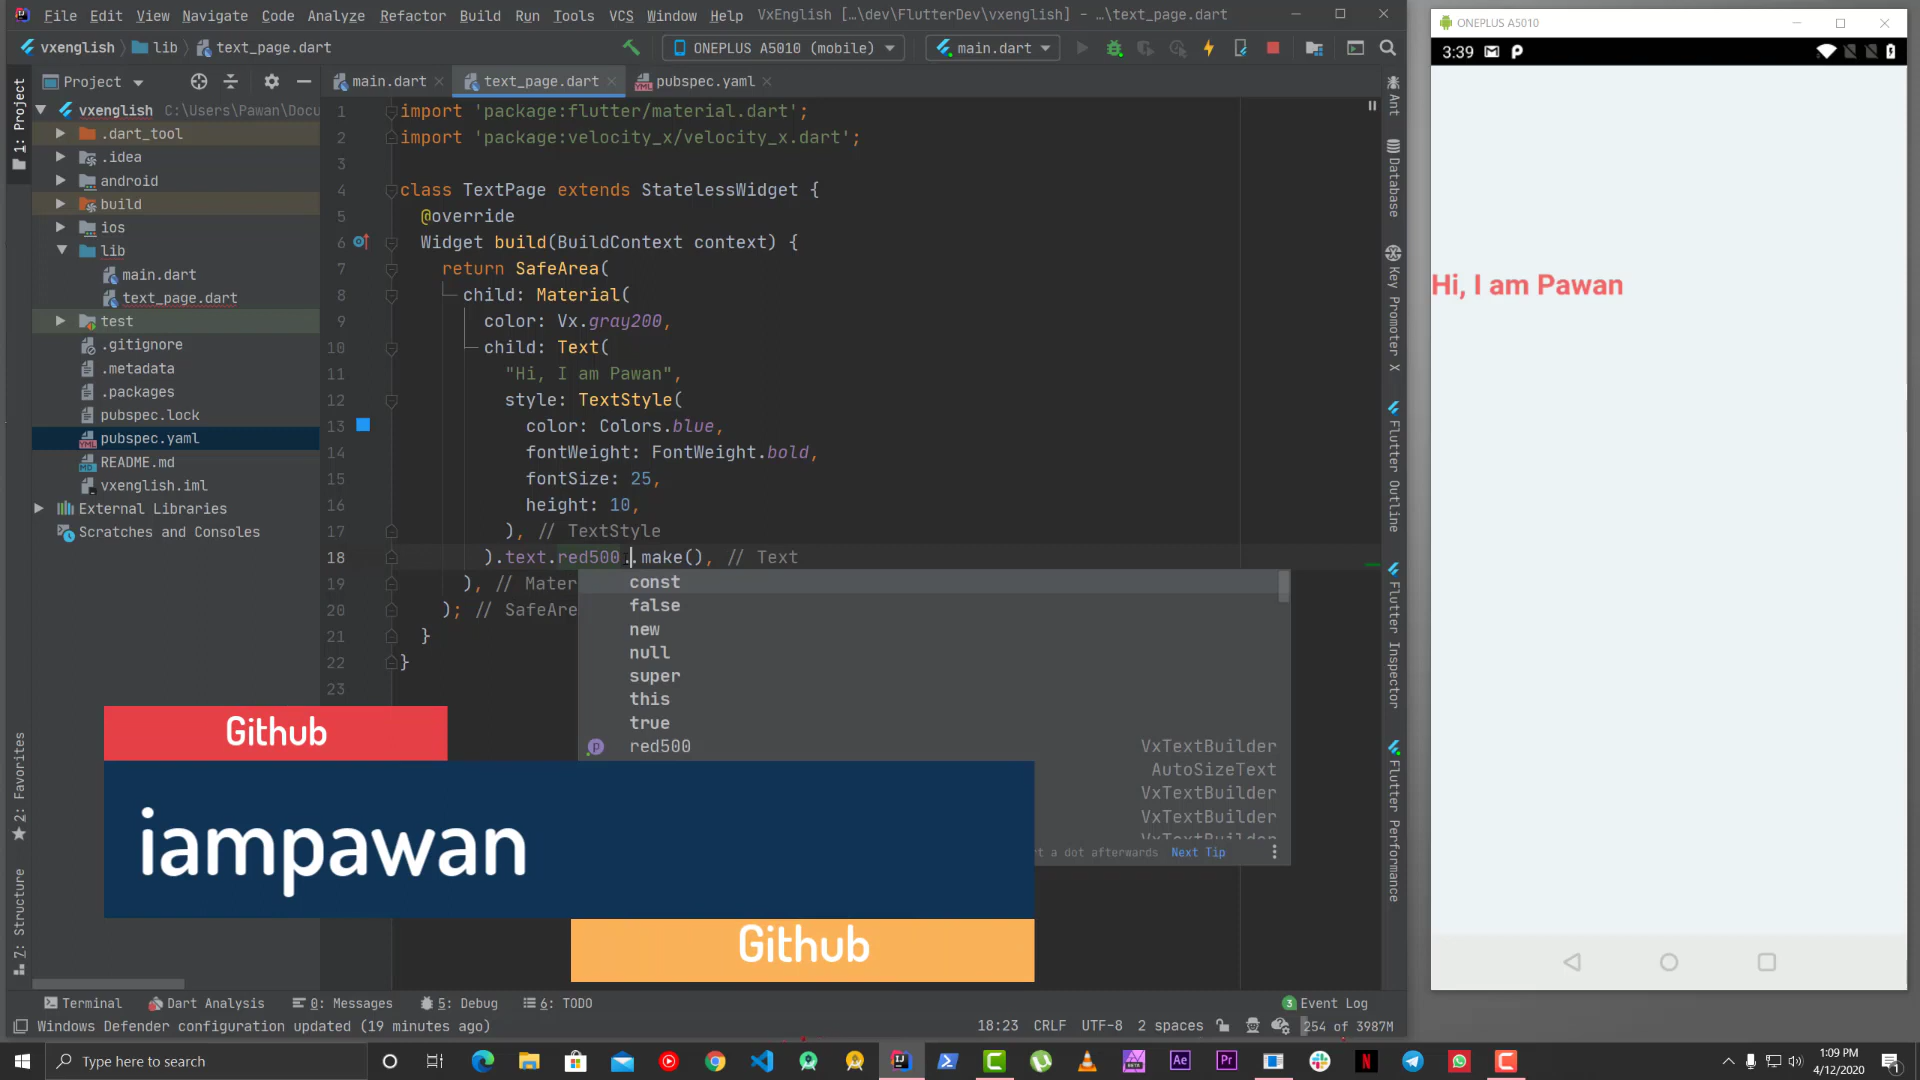 File Edit View Navigate Code Analyze Refactor Build Run Tools VCS Window Help VxEnglish [...\dev\FlutterDev\vxenglish] - ...\text_page.dart
vxenglish lib text_page.dart ONEPLUS A5010 (mobile) main.dart
Project main.dart text_page.dart pubspec.yaml
1: Project
vxenglish C:\Users\Pawan\Docu
.dart_tool
.idea
android
build
ios
lib
main.dart
text_page.dart
test
.gitignore
.metadata
.packages
pubspec.lock
pubspec.yaml
README.md
vxenglish.iml
External Libraries
Scratches and Consoles
2: Favorites
7: Structure
1 import 'package:flutter/material.dart';
2 import 'package:velocity_x/velocity_x.dart';
3
4 class TextPage extends StatelessWidget {
5 @override
6 Widget build(BuildContext context) {
7 return SafeArea(
8 child: Material(
9 color: Vx.gray200,
10 child: Text(
11 "Hi, I am Pawan",
12 style: TextStyle(
13 color: Colors.blue,
14 fontWeight: FontWeight.bold,
15 fontSize: 25,
16 height: 10,
17 ), // TextStyle
18 ).text.red500..make(), // Text
19 ), // Mater
20 ); // SafeAre
21 }
22 }
23
const
false
new
null
super
this
true
red500 VxTextBuilder
AutoSizeText
VxTextBuilder
VxTextBuilder
VxTextBuilder
t a dot afterwards Next Tip
Github
iampawan
Github
Ant
Database
Key Promoter X
Flutter Outline
Flutter Inspector
Flutter Performance
ONEPLUS A5010
3:39
Hi, I am Pawan
Terminal Dart Analysis 0: Messages 5: Debug 6: TODO 3 Event Log
Windows Defender configuration updated (19 minutes ago) 18:23 CRLF UTF-8 2 spaces 254 of 3987M
Type here to search
1:09 PM
4/12/2020